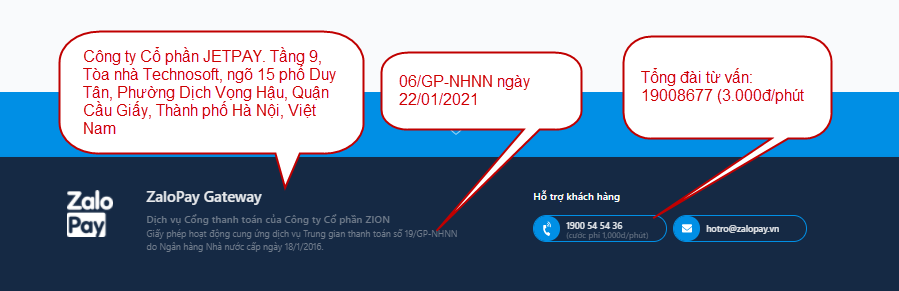 Công ty Cổ phần JETPAY. Tầng 9,
Tòa nhà Technosoft, ngõ 15 phố Duy
Tân, Phường Dịch Vọng Hậu, Quận
Cầu Giấy, Thành phố Hà Nội, Việt
Nam
06/GP-NHNN ngày
22/01/2021
Tổng đài từ vấn:
19008677 (3.000đ/phút
Zalo
Pay
ZaloPay Gateway
Dịch vụ Cổng thanh toán của Công ty Cổ phần ZION
Giấy phép hoạt động cung ứng dịch vụ Trung gian thanh toán số 19/GP-NHNN
do Ngân hàng Nhà nước cấp ngày 18/1/2016.
Hỗ trợ khách hàng
1900 54 54 36
(cước phí 1,000đ/phút)
hotro@zalopay.vn